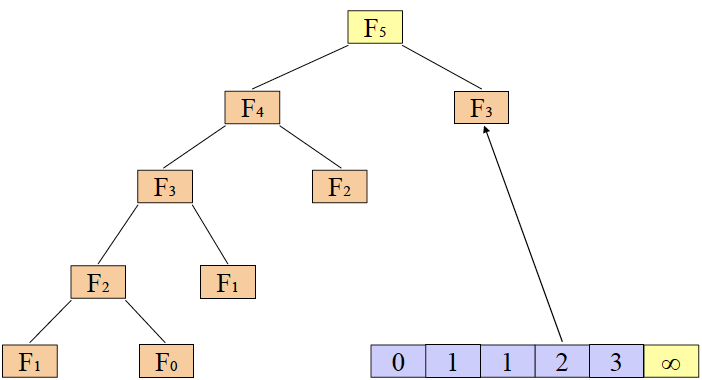 F₅
F₄ F₃
F₃ F₂
F₂ F₁
F₁ F₀ 0 1 1 2 3 ∞